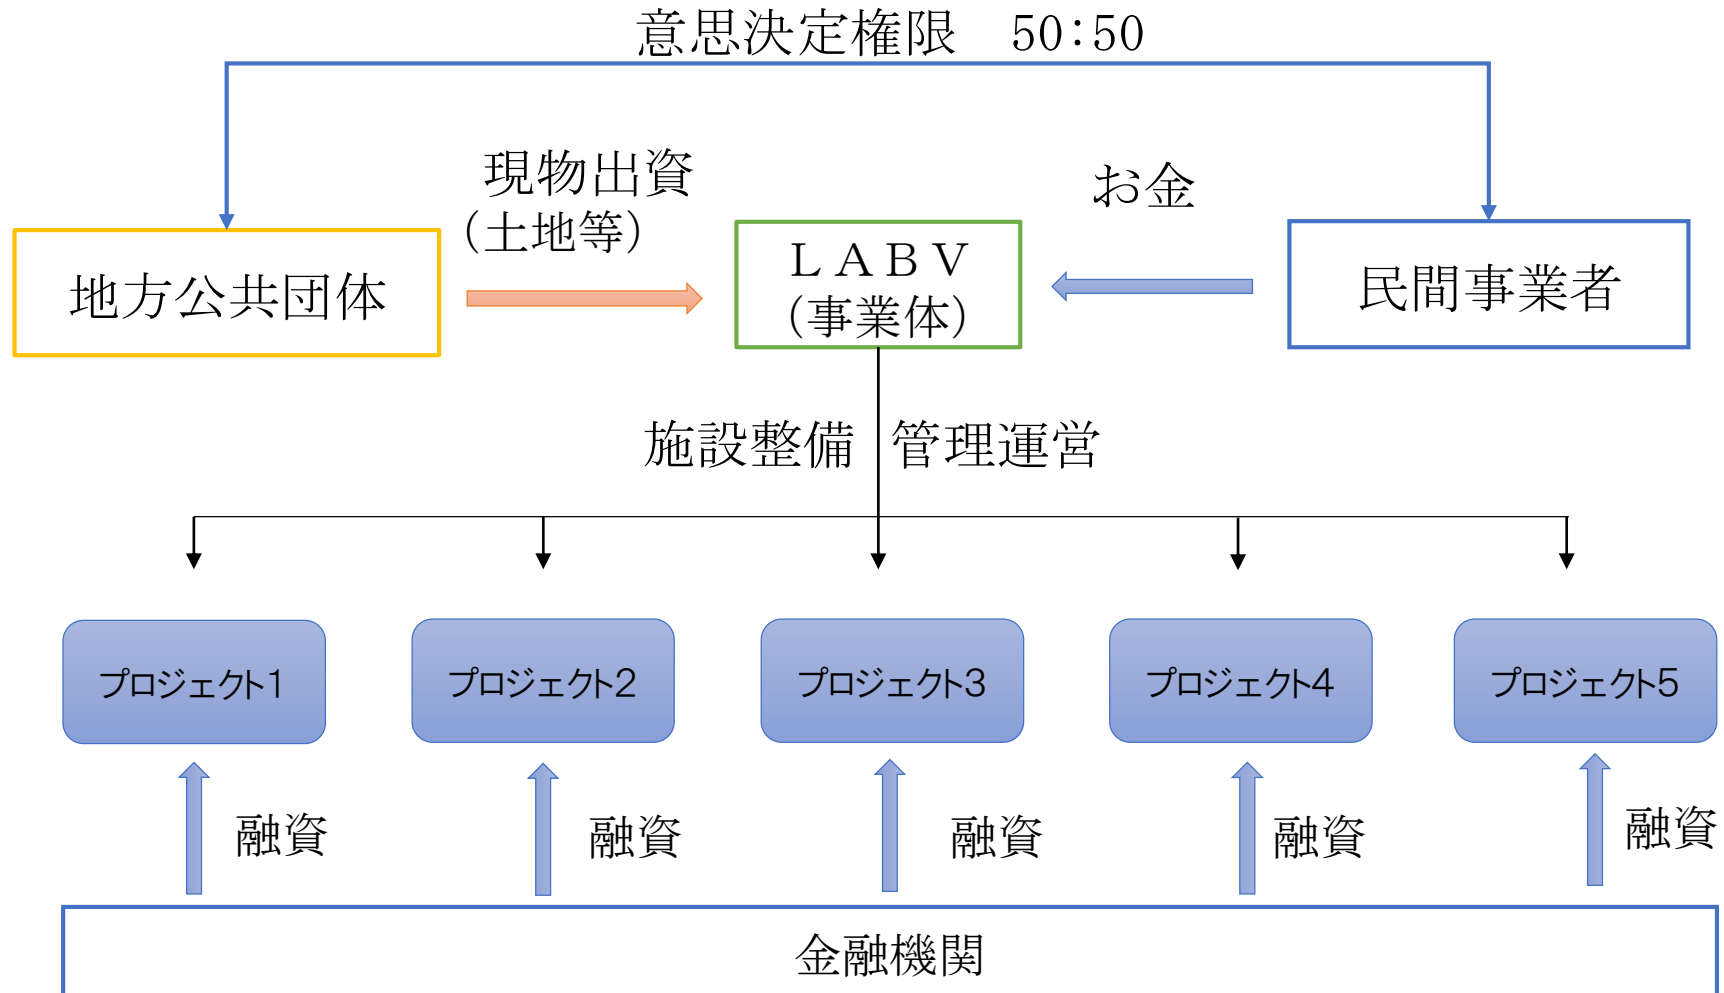 意思決定権限　50:50
現物出資
（土地等）
お金
地方公共団体
ＬＡＢＶ
（事業体）
民間事業者
施設整備
管理運営
プロジェクト1
プロジェクト2
プロジェクト3
プロジェクト4
プロジェクト5
融資
融資
融資
融資
融資
金融機関